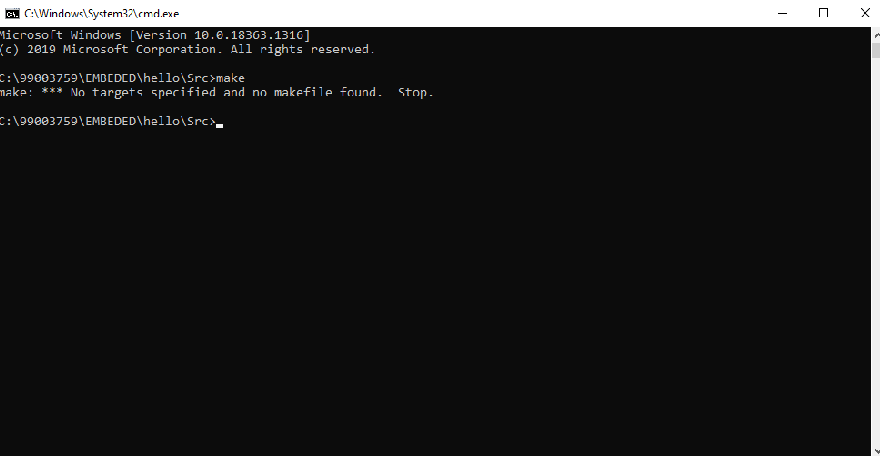 C:\Windows\System32\cmd.exe
Microsoft Windows [Version 10.0.18363.1316]
(c) 2019 Microsoft Corporation. All rights reserved.
C:\99003759\EMBEDED\hello\Src>make
make: *** No targets specified and no makefile found.  Stop.
C:\99003759\EMBEDED\hello\Src>